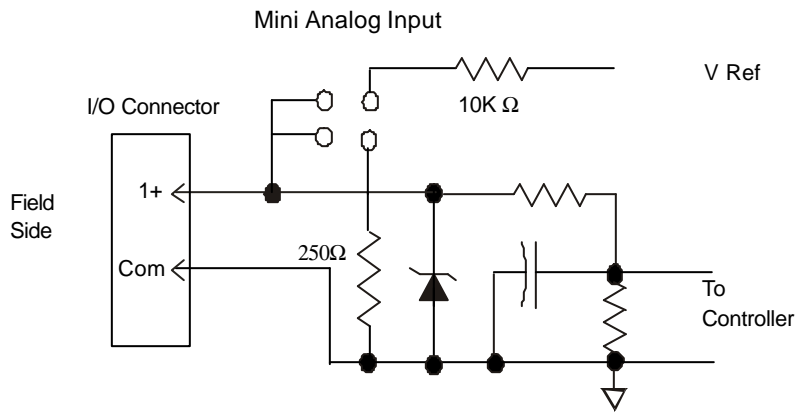 Mini Analog Input
V Ref
10K Ω
I/O Connector
1+
Field
Side
250Ω
Com
To
Controller